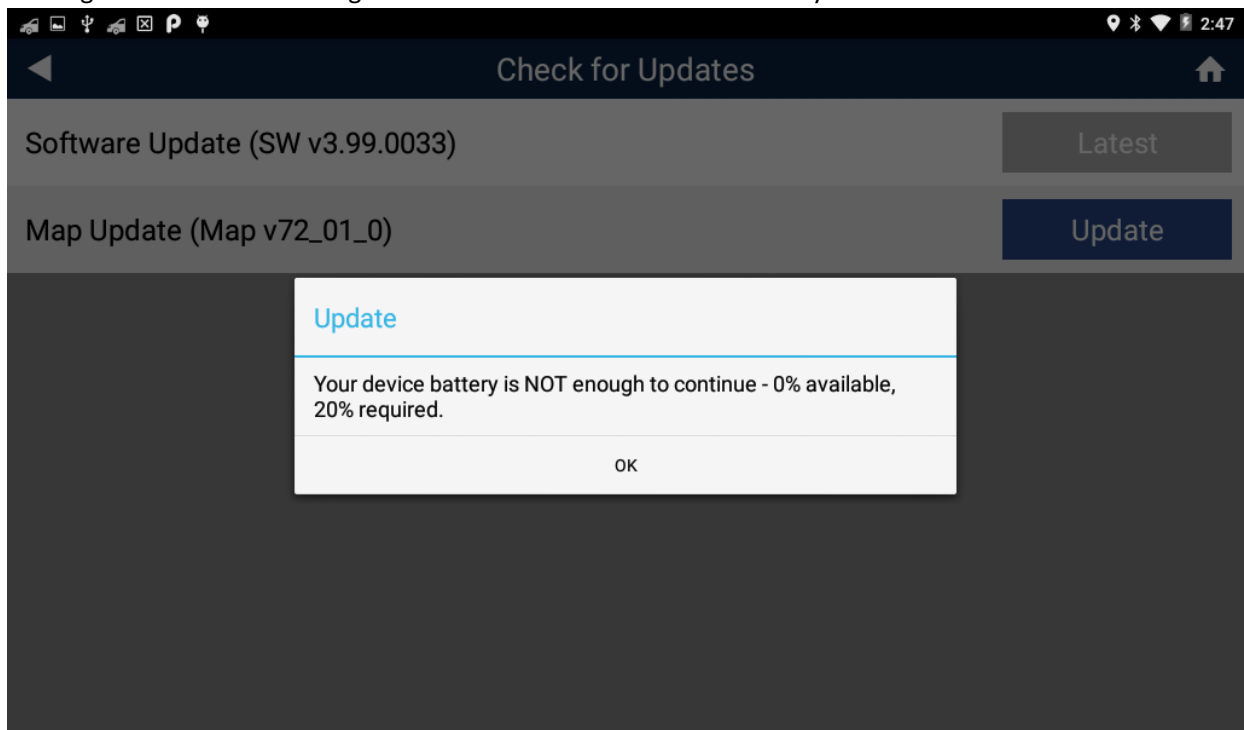 2:47
Check for Updates
Software Update (SW v3.99.0033)
Latest
Map Update (Map v72_01_0)
Update
Update
Your device battery is NOT enough to continue - 0% available,
20% required.
OK